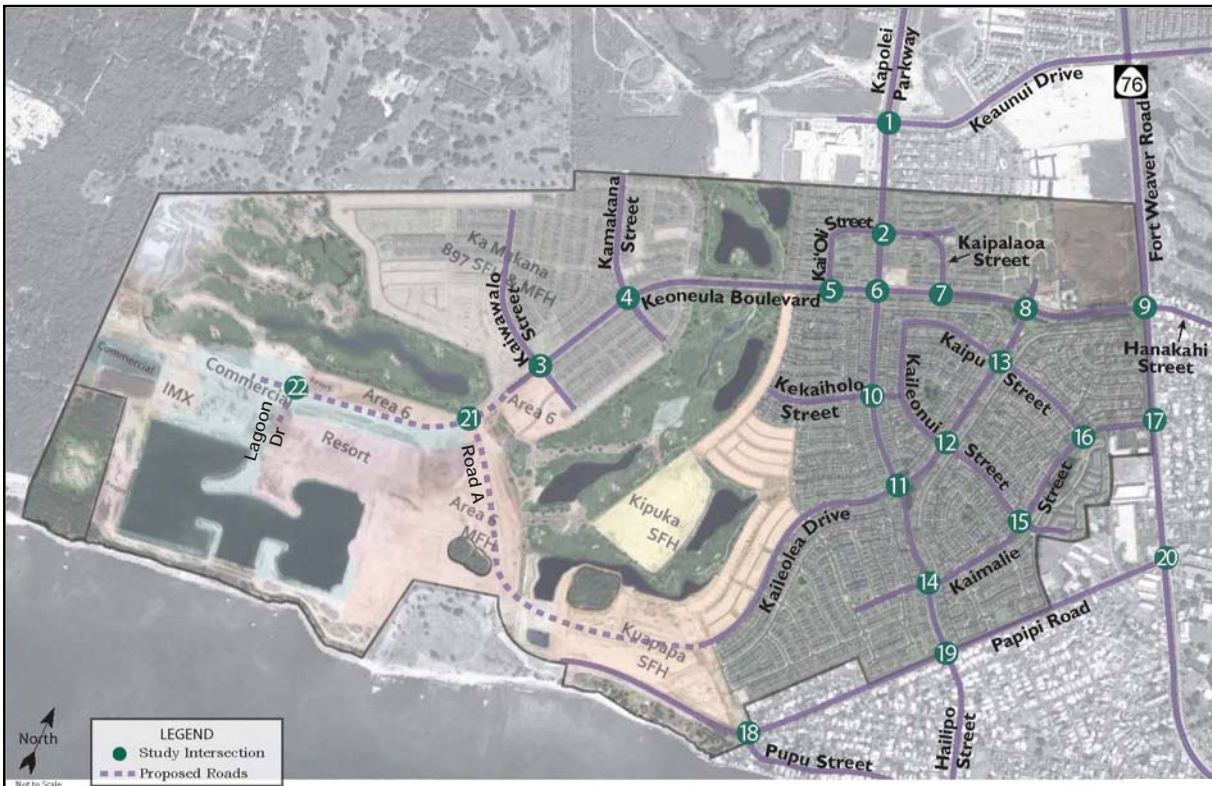 Kapolei
Parkway
76
Keaunui Drive
1
Fort Weaver Road
Kamakana
Street
Kai'Oli Street
2
Kaipalaoa
Street
Ka Makana
897 SFH & MFH
Kaiwawalo
Street
4
Keoneula Boulevard
5
6
7
8
9
Hanakahi
Street
3
13
Kaipu Street
Commercial
IMX
Commercial
22
Resort
Area 6
21
Area 6
Kekaiholo
Street
10
Kaileonui Street
12
16
17
Lagoon
Dr
Resort
Road A
Area 6
MFH
Kipuka
SFH
11
15
Kaimalie Street
20
Kaileolea Drive
14
Kuapapa
SFH
19
Papipi Road
18
Pupu Street
Hailipo
Street
North
Not to Scale
LEGEND
Study Intersection
Proposed Roads